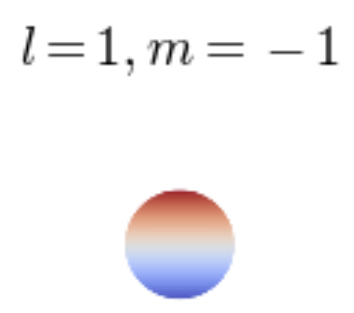 l = 1, m = −1